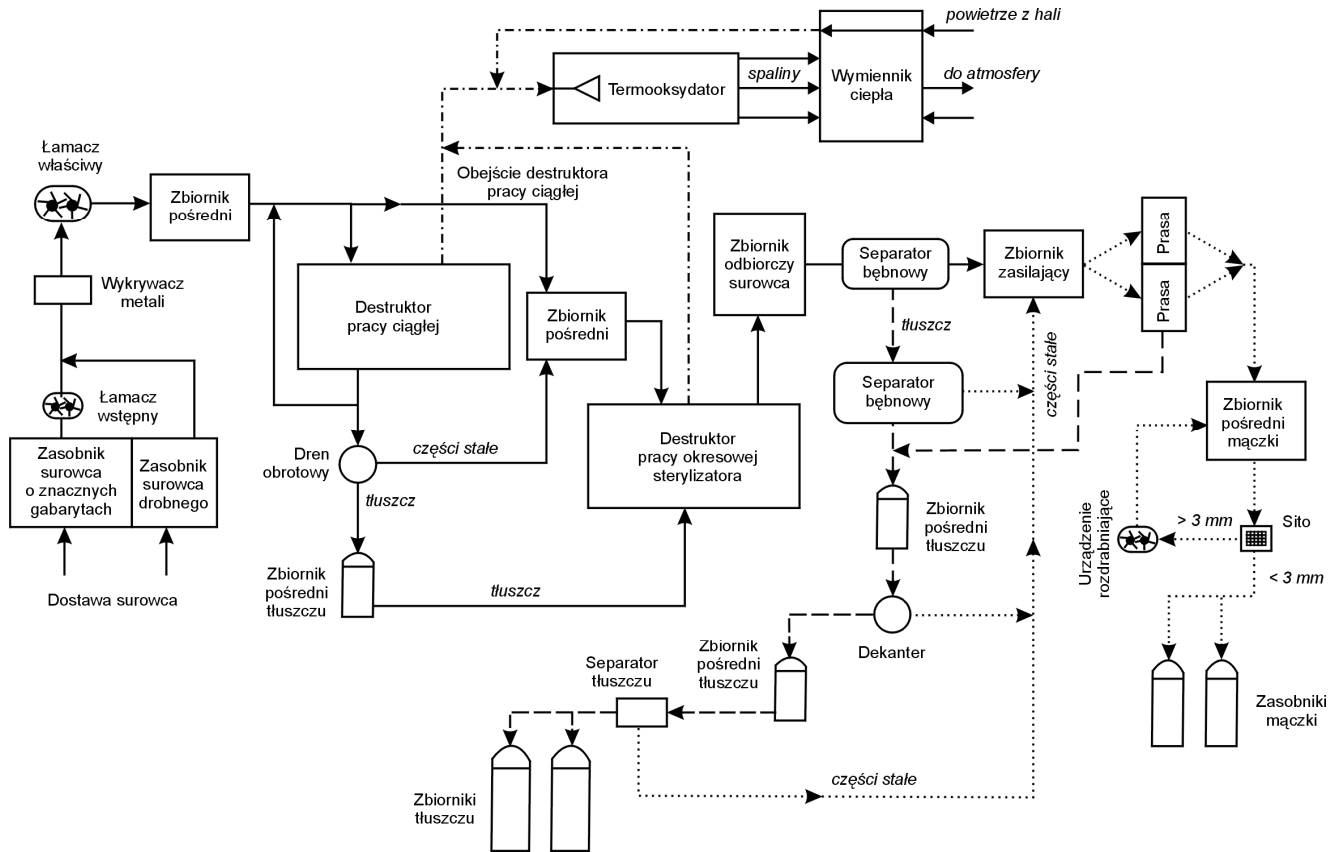 powietrze z hali
spaliny
do atmosfery
Termooksydator
Wymiennik
ciepła
Łamacz
właściwy
Zbiornik
pośredni
Obejście destruktora
pracy ciągłej
Wykrywacz
metali
Destruktor
pracy ciągłej
Zbiornik
pośredni
Zbiornik
odbiorczy
surowca
Separator
bębnowy
Zbiornik
zasilający
Prasa
Prasa
tłuszcz
części stałe
Separator
bębnowy
Łamacz
wstępny
Zasobnik
surowca
o znacznych
gabarytach
Zasobnik
surowca
drobnego
Dostawa surowca
Dren
obrotowy
części stałe
tłuszcz
Destruktor
pracy okresowej
sterylizatora
Zbiornik
pośredni
mączki
Zbiornik
pośredni
tłuszczu
tłuszcz
Zbiornik
pośredni
tłuszczu
Urządzenie
rozdrabniające
> 3 mm
Sito
< 3 mm
Dekanter
Zbiornik
pośredni
tłuszczu
Separator
tłuszczu
Zasobniki
mączki
części stałe
Zbiorniki
tłuszczu